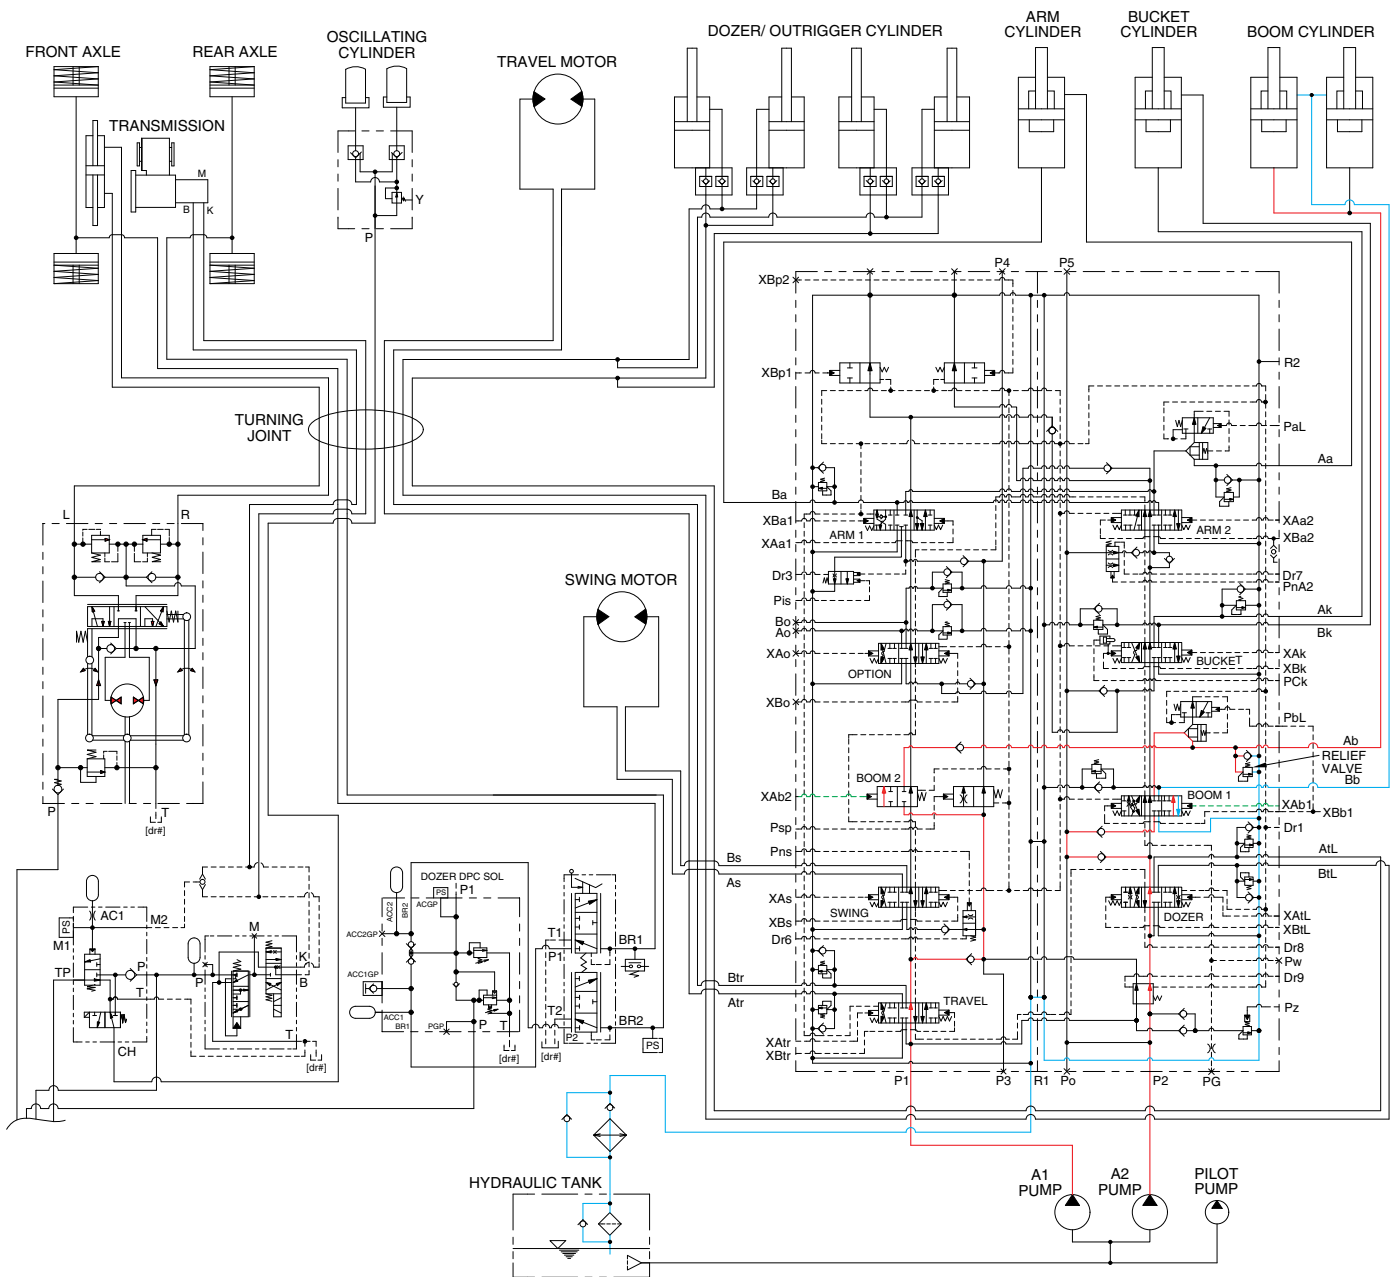 FRONT AXLE
REAR AXLE
OSCILLATING
CYLINDER
TRAVEL MOTOR
DOZER/ OUTRIGGER CYLINDER
ARM
CYLINDER
BUCKET
CYLINDER
BOOM CYLINDER
TRANSMISSION
M
B
K
Y
P
TURNING
JOINT
XBp2
P4
P5
XBp1
R2
PaL
Aa
Ba
XBa1
XAa1
ARM 1
ARM 2
XAa2
XBa2
Dr3
Pis
Dr7
PnA2
Bo
Ao
XAo
XBo
OPTION
Ak
Bk
BUCKET
XAk
XBk
PCk
PbL
Ab
RELIEF
VALVE
Bb
BOOM 2
BOOM 1
XAb2
XAb1
XBb1
Psp
Pns
Dr1
AtL
BtL
Bs
As
XAs
XBs
Dr6
SWING
DOZER
XAtL
XBtL
Dr8
Pw
Dr9
Pz
Btr
Atr
TRAVEL
XAtr
XBtr
P1
P3
R1
Po
P2
PG
L
R
P
T
[dr#]
SWING MOTOR
AC1
PS
M1
M2
TP
P
T
CH
M
P
K
B
T
[dr#]
DOZER DPC SOL
ACC2
BR2
PS
P1
ACGP
ACC2GP
ACC1GP
ACC1
BR1
PGP
P
T
[dr#]
T1
P1
BR1
T2
BR2
P2
[dr#]
PS
HYDRAULIC TANK
A1
PUMP
A2
PUMP
PILOT
PUMP